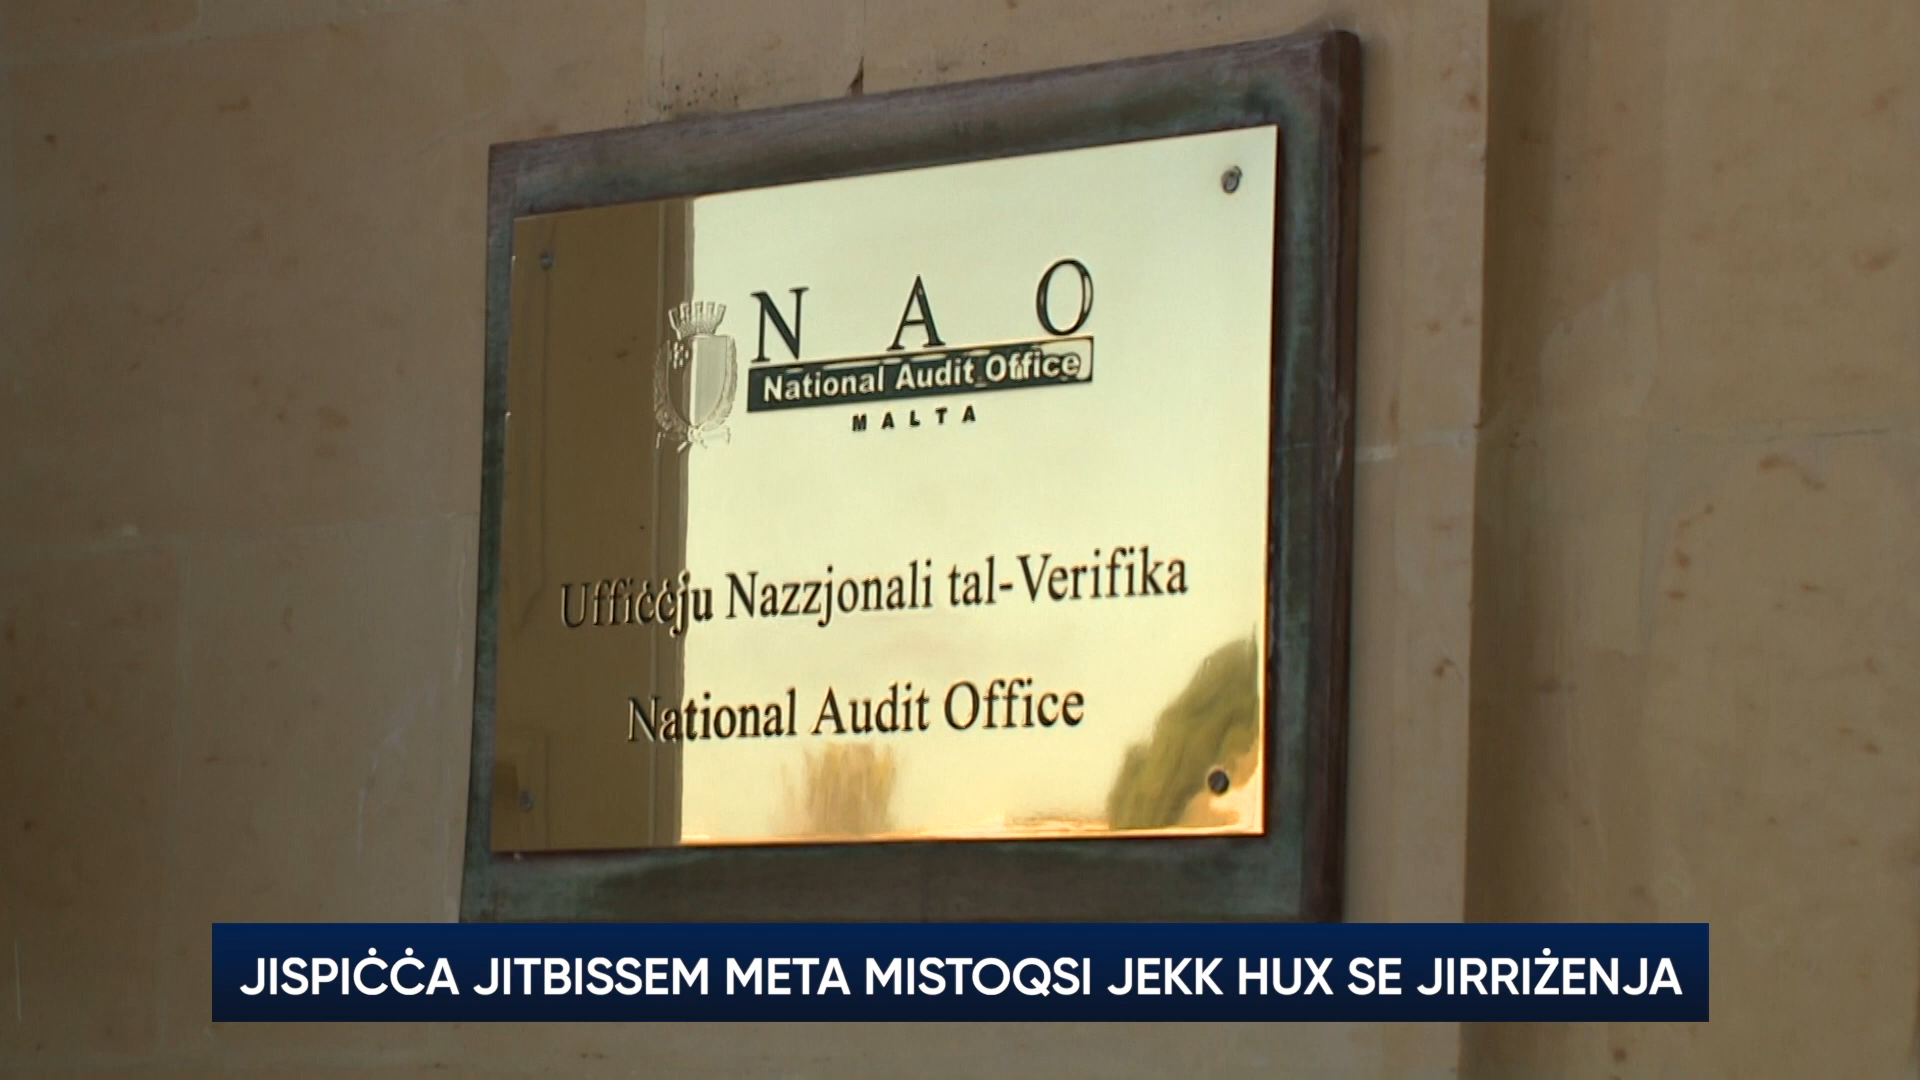 N A O
National Audit Office
MALTA
Uffiċċju Nazzjonali tal-Verifika
National Audit Office
JISPIĊĊA JITBISSEM META MISTOQSI JEKK HUX SE JIRRIŻENJA